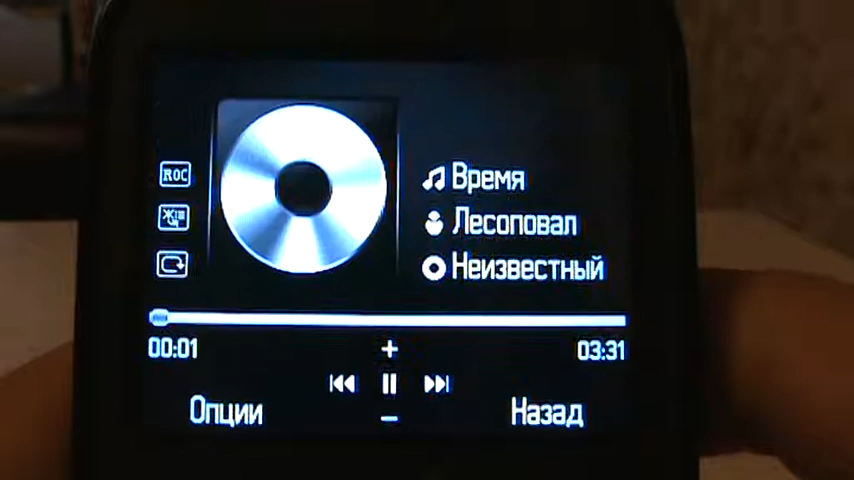 ROC
Время
Лесоповал
Неизвестный
00:01
03:31
Опции
Назад